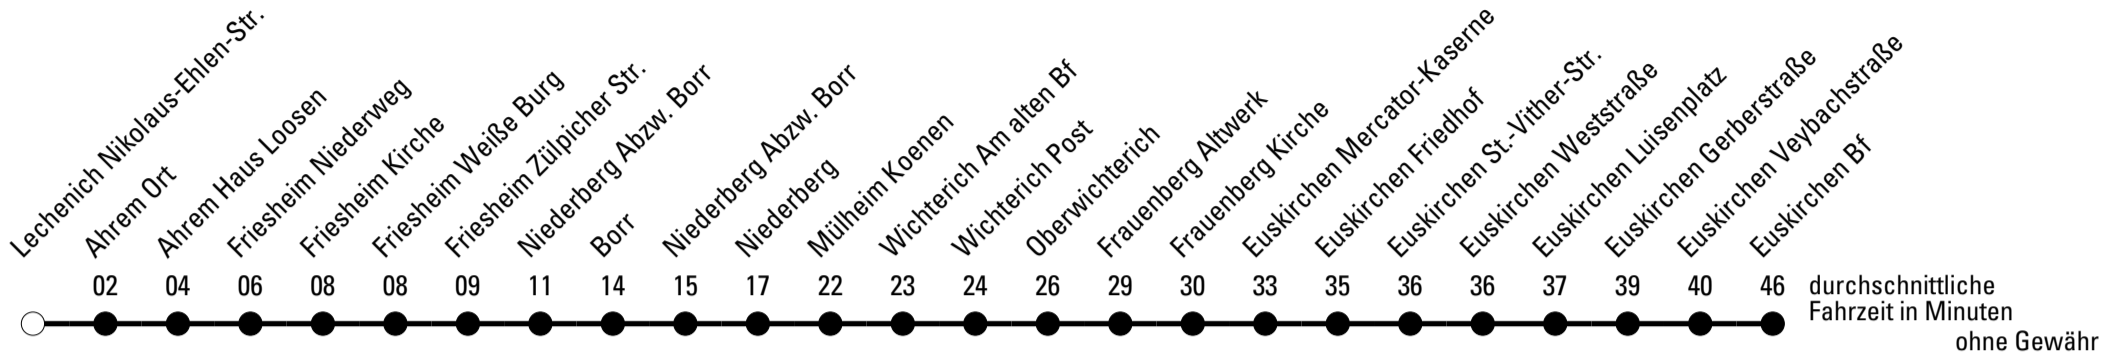 Lechenich Nikolaus-Ehlen-Str.
Ahrem Ort
Ahrem Haus Loosen
Friesheim Niederweg
Friesheim Kirche
Friesheim Weiße Burg
Friesheim Zülpicher Str.
Niederberg Abzw. Borr
Borr
Niederberg Abzw. Borr
Niederberg
Mülheim Koenen
Wichterich Am alten Bf
Wichterich Post
Oberwichterich
Frauenberg Altwerk
Frauenberg Kirche
Euskirchen Mercator-Kaserne
Euskirchen Friedhof
Euskirchen St.-Vither-Str.
Euskirchen Weststraße
Euskirchen Luisenplatz
Euskirchen Gerberstraße
Euskirchen Veybachstraße
Euskirchen Bf
02 04 06 08 08 09 11 14 15 17 22 23 24 26 29 30 33 35 36 36 37 39 40 46
durchschnittliche
Fahrzeit in Minuten
ohne Gewähr